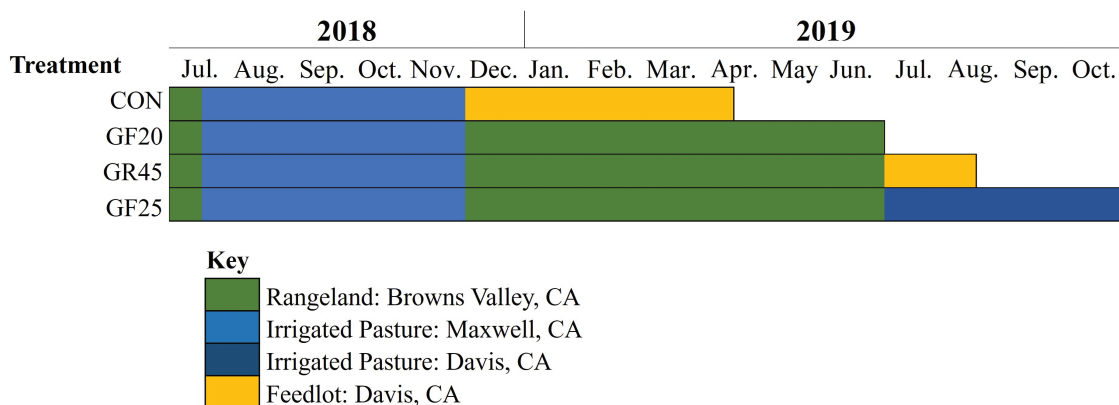 2018 2019
Treatment Jul. Aug. Sep. Oct. Nov. Dec. Jan. Feb. Mar. Apr. May Jun. Jul. Aug. Sep. Oct.
CON
GF20
GR45
GF25
Key
Rangeland: Browns Valley, CA
Irrigated Pasture: Maxwell, CA
Irrigated Pasture: Davis, CA
Feedlot: Davis, CA